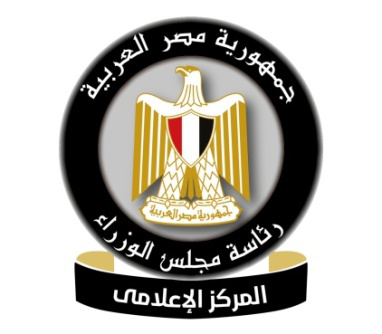 جمهورية مصر العربية
جمهورية مصر العربية
رئاسة مجلس الوزراء
المركز الإعلامى